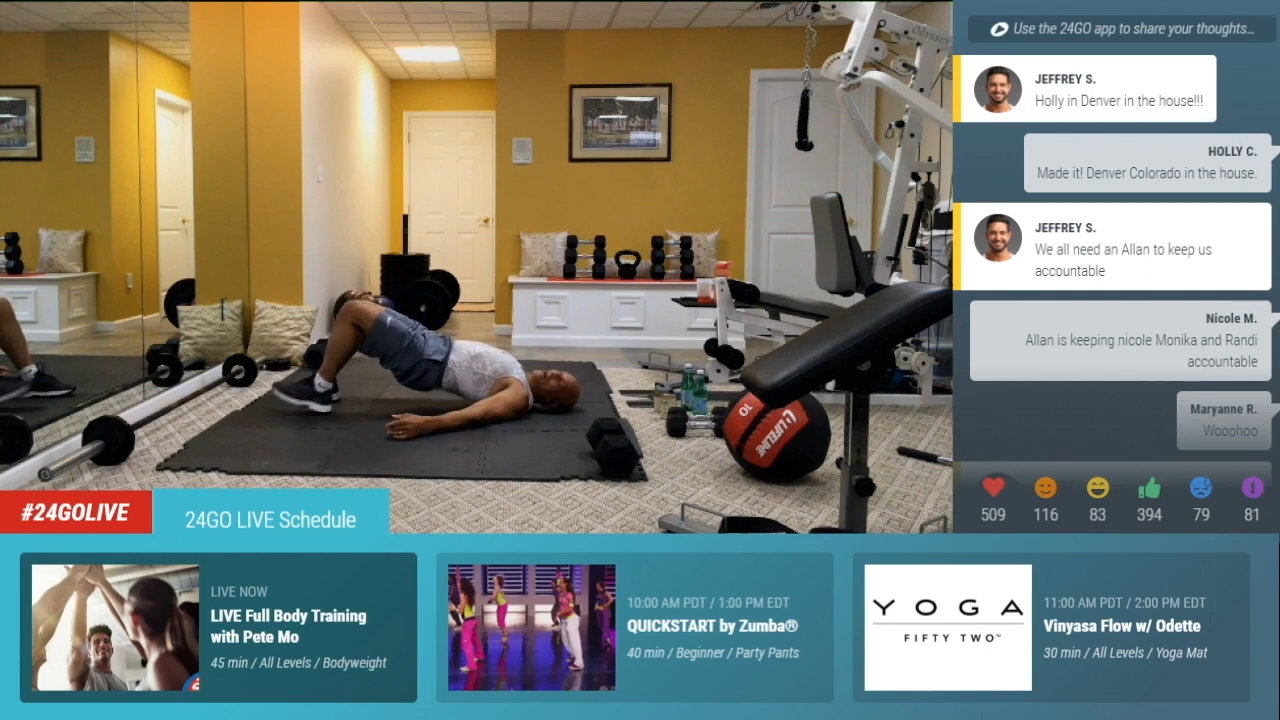 Use the 24GO app to share your thoughts...
JEFFREY S.
Holly in Denver in the house!!!
HOLLY C.
Made it! Denver Colorado in the house.
JEFFREY S.
We all need an Allan to keep us
accountable
Nicole M.
Allan is keeping nicole Monika and Randi
accountable
Maryanne R.
Wooohoo
509
116
83
394
79
81
Odyssey
10
LIFELINE
#24GOLIVE
24GO LIVE Schedule
LIVE NOW
LIVE Full Body Training
with Pete Mo
45 min / All Levels / Bodyweight
10:00 AM PDT / 1:00 PM EDT
QUICKSTART by Zumba®
40 min / Beginner / Party Pants
YOGA
FIFTY TWO™
11:00 AM PDT / 2:00 PM EDT
Vinyasa Flow w/ Odette
30 min / All Levels / Yoga Mat